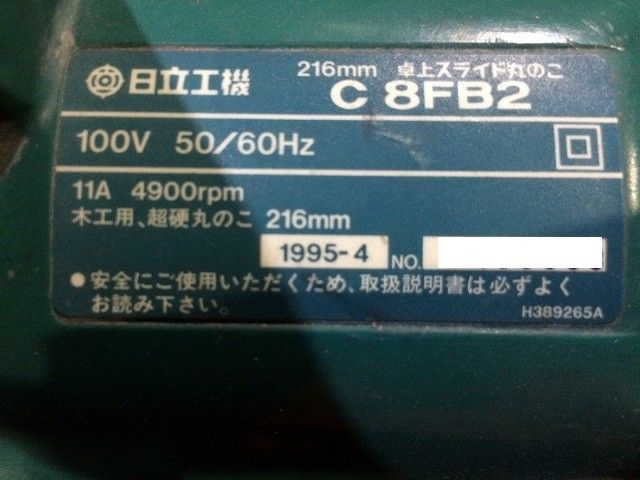 日立工機 216mm 卓上スライド丸のこ
C 8FB2
100V 50/60Hz
11A 4900rpm
木工用、超硬丸のこ 216mm
1995-4 NO.
●安全にご使用いただくため、取扱説明書は必ずよく
お読み下さい。
H389265A